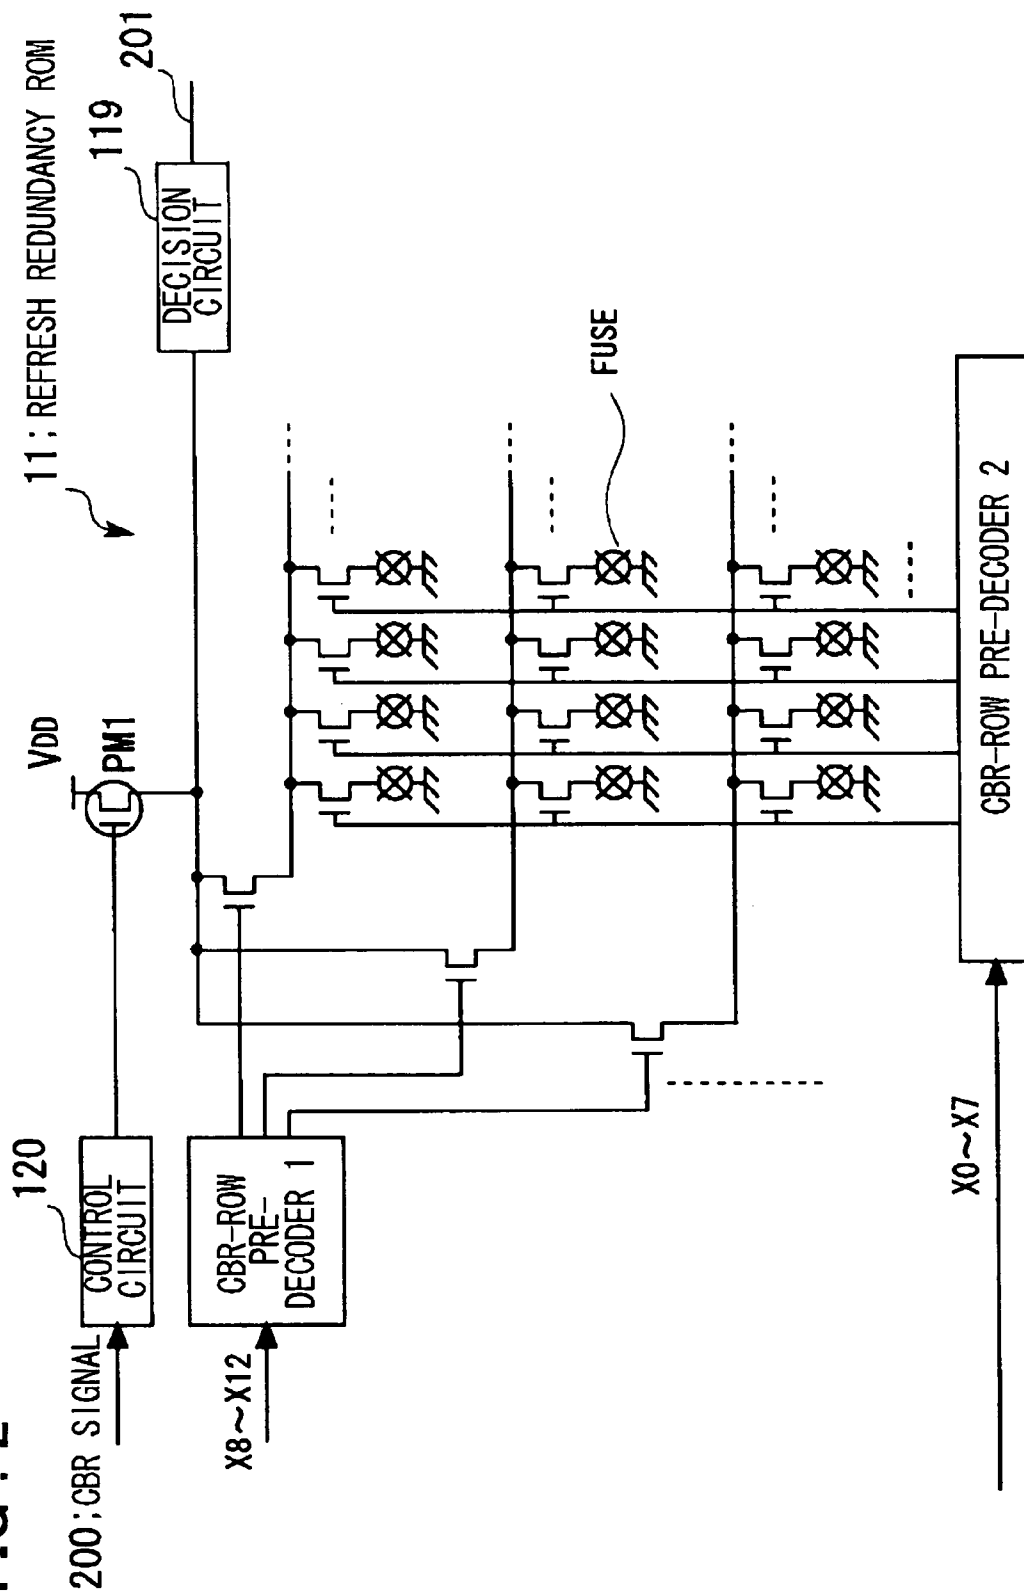 11;REFRESH REDUNDANCY ROM
201
119
DECISION
CIRCUIT
VDD
PM1
FUSE
120
CONTROL
CIRCUIT
200;CBR SIGNAL
CBR-ROW
PRE-
DECODER 1
X8~X12
CBR-ROW PRE-DECODER 2
X0~X7